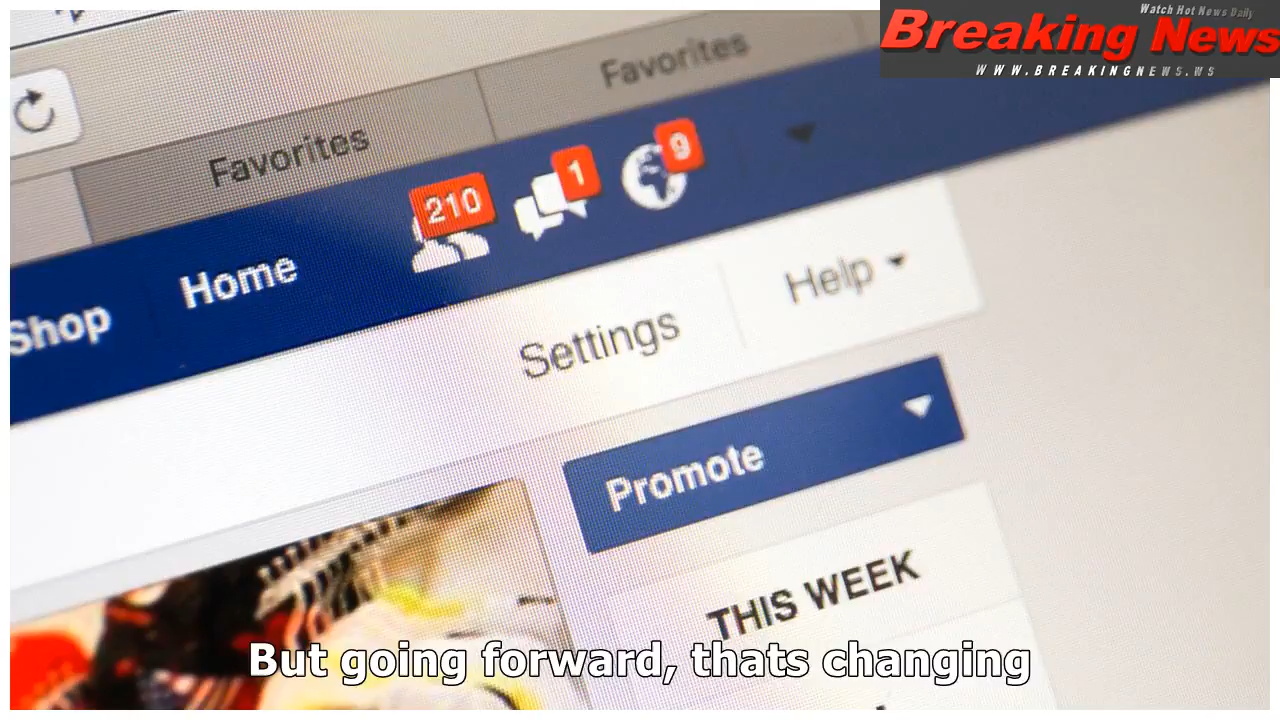 Watch Hot News Daily
Breaking News
WWW.BREAKINGNEWS.WS
Favorites
Favorites
210
1
9
Shop
Home
Settings
Help
Promote
THIS WEEK
But going forward, thats changing